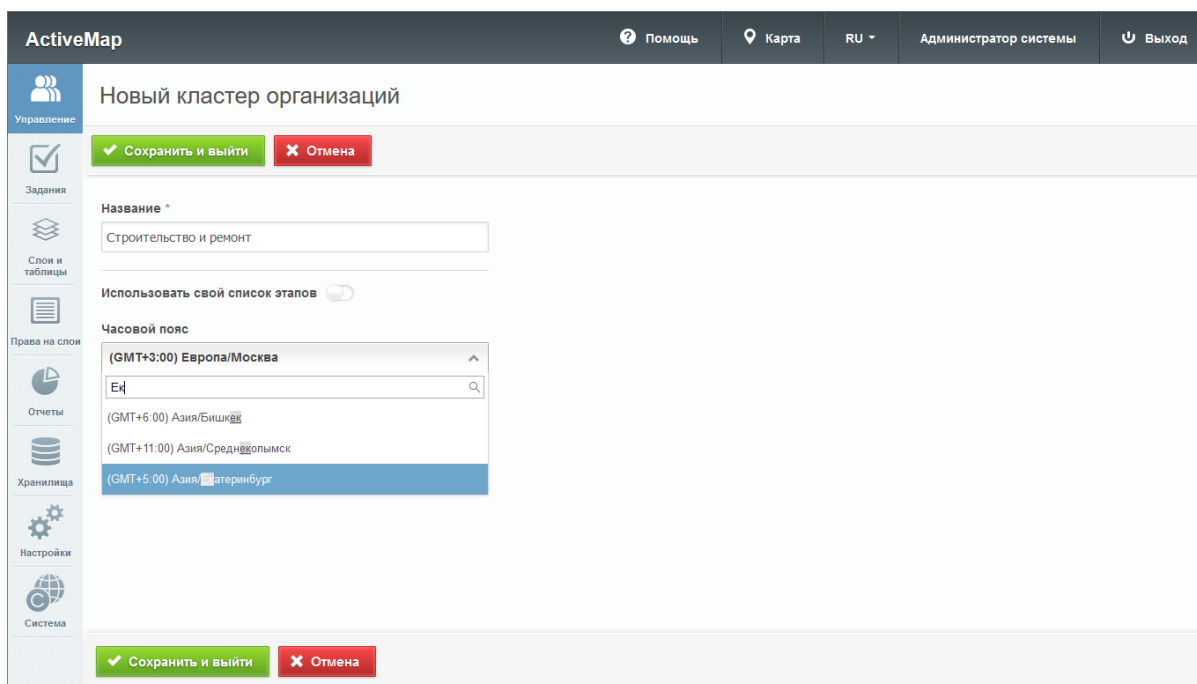 ActiveMap
Помощь
Карта
RU
Администратор системы
Выход
Управление
Задания
Слои и
таблицы
Права на слои
Отчеты
Хранилища
Настройки
Система
Новый кластер организаций
Сохранить и выйти
Отмена
Название *
Строительство и ремонт
Использовать свой список этапов
Часовой пояс
(GMT+3:00) Европа/Москва
Ек
(GMT+6:00) Азия/Бишкек
(GMT+11:00) Азия/Среднеколымск
(GMT+5:00) Азия/Екатеринбург
Сохранить и выйти
Отмена